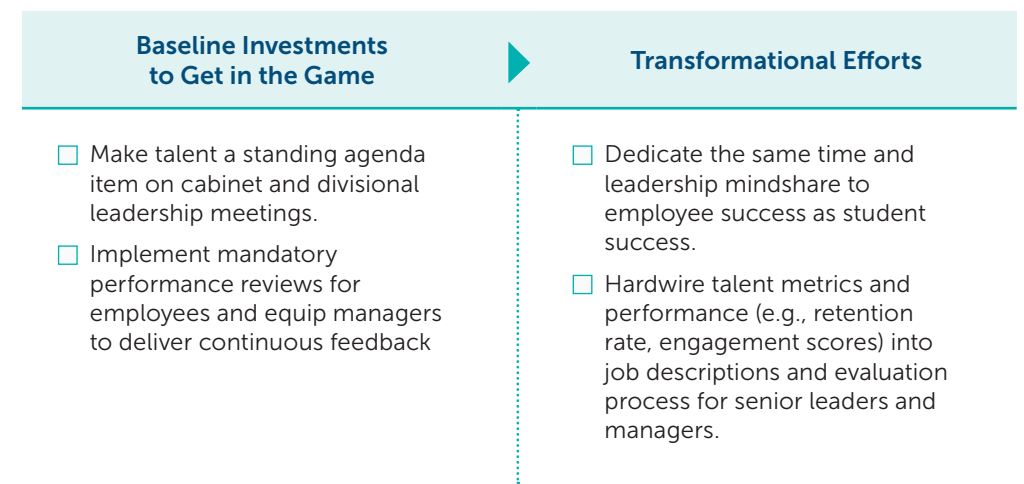 Baseline Investments
to Get in the Game
Transformational Efforts
Make talent a standing agenda
item on cabinet and divisional
leadership meetings.
Implement mandatory
performance reviews for
employees and equip managers
to deliver continuous feedback
Dedicate the same time and
leadership mindshare to
employee success as student
success.
Hardwire talent metrics and
performance (e.g., retention
rate, engagement scores) into
job descriptions and evaluation
process for senior leaders and
managers.